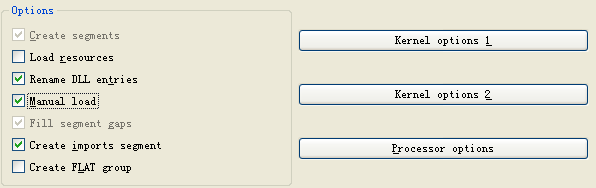 Options
Create segments
Load resources
Rename DLL entries
Manual load
Fill segment gaps
Create imports segment
Create FLAT group
Kernel options 1
Kernel options 2
Processor options